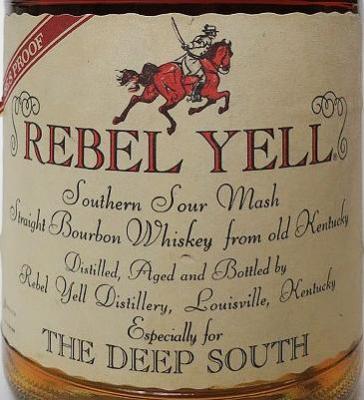 PROOF
REBEL YELL®
Southern Sour Mash
Straight Bourbon Whiskey from old Kentucky
Distilled, Aged and Bottled by
Rebel Yell Distillery, Louisville, Kentucky
Especially for
THE DEEP SOUTH